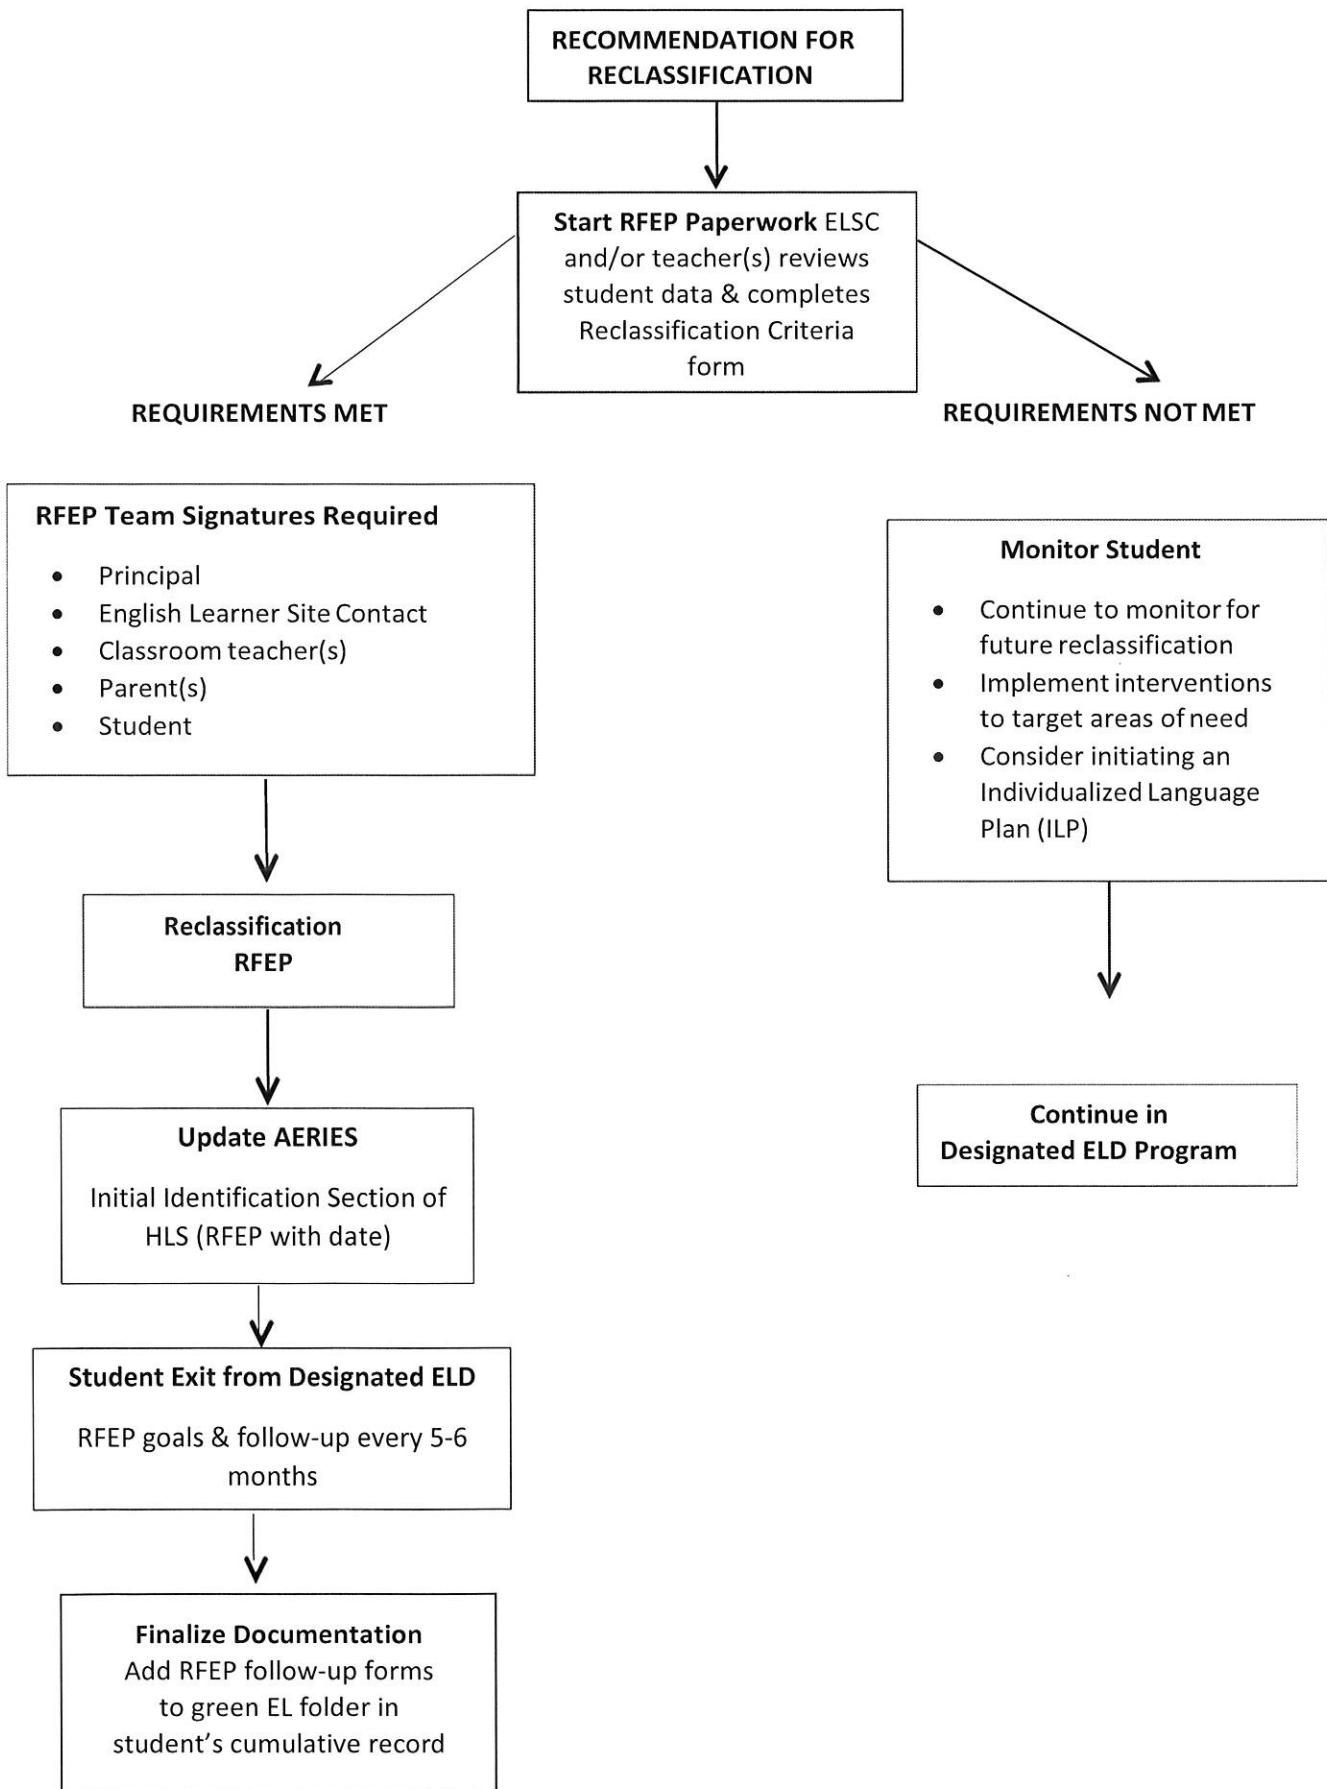 RECOMMENDATION FOR
RECLASSIFICATION
Start RFEP Paperwork ELSC
and/or teacher(s) reviews
student data & completes
Reclassification Criteria
form
REQUIREMENTS MET
REQUIREMENTS NOT MET
RFEP Team Signatures Required
• Principal
• English Learner Site Contact
• Classroom teacher(s)
• Parent(s)
• Student
Monitor Student
• Continue to monitor for
future reclassification
• Implement interventions
to target areas of need
• Consider initiating an
Individualized Language
Plan (ILP)
Reclassification
RFEP
Update AERIES
Initial Identification Section of
HLS (RFEP with date)
Continue in
Designated ELD Program
Student Exit from Designated ELD
RFEP goals & follow-up every 5-6
months
Finalize Documentation
Add RFEP follow-up forms
to green EL folder in
student's cumulative record